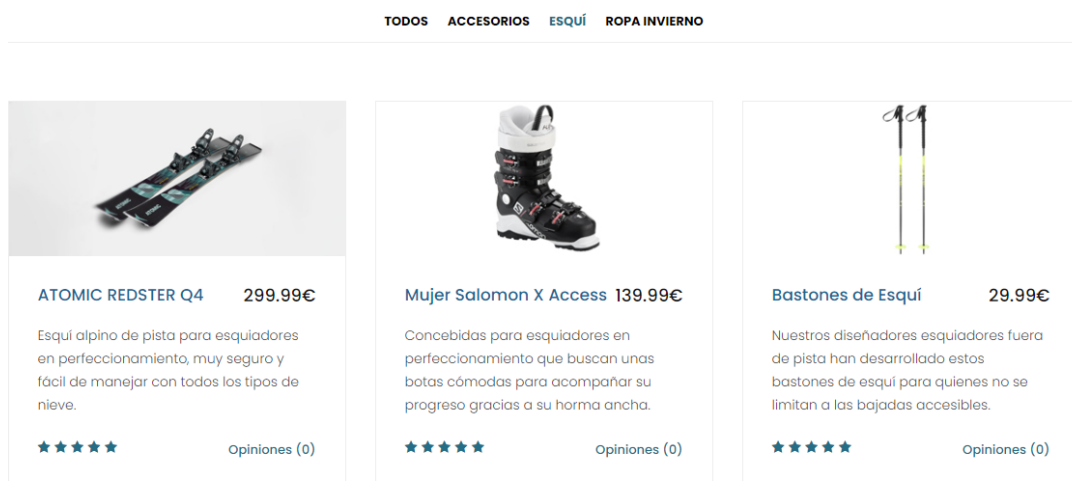 TODOS ACCESORIOS ESQUÍ ROPA INVIERNO
ATOMIC REDSTER Q4 299.99€
Esquí alpino de pista para esquiadores
en perfeccionamiento, muy seguro y
fácil de manejar con todos los tipos de
nieve.
Opiniones (0)
Mujer Salomon X Access 139.99€
Concebidas para esquiadores en
perfeccionamiento que buscan unas
botas cómodas para acompañar su
progreso gracias a su horma ancha.
Opiniones (0)
Bastones de Esquí 29.99€
Nuestros diseñadores esquiadores fuera
de pista han desarrollado estos
bastones de esquí para quienes no se
limitan a las bajadas accesibles.
Opiniones (0)